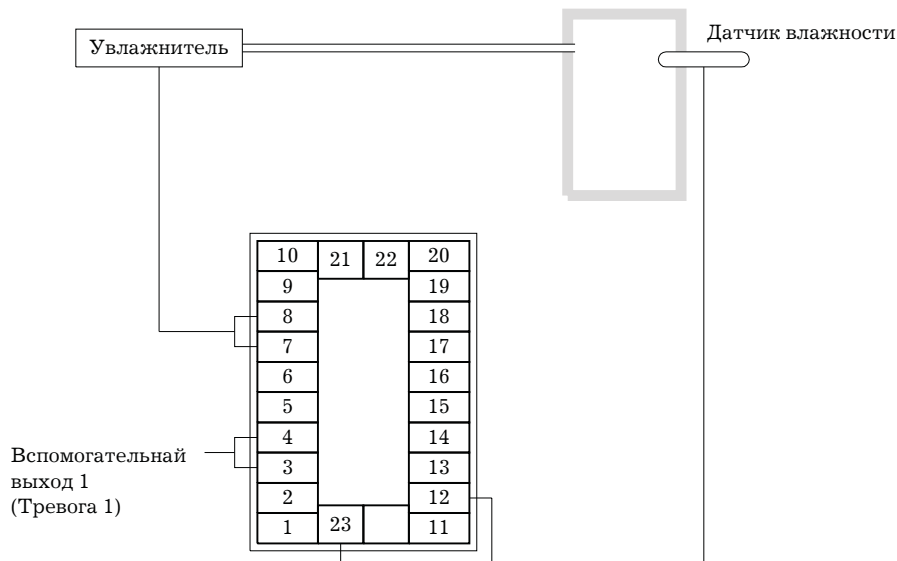 Датчик влажности
Увлажнитель
10 21 22 20
9 19
8 18
7 17
6 16
5 15
4 14
3 13
2 12
1 23 11
Вспомогательнай
выход 1
(Тревога 1)